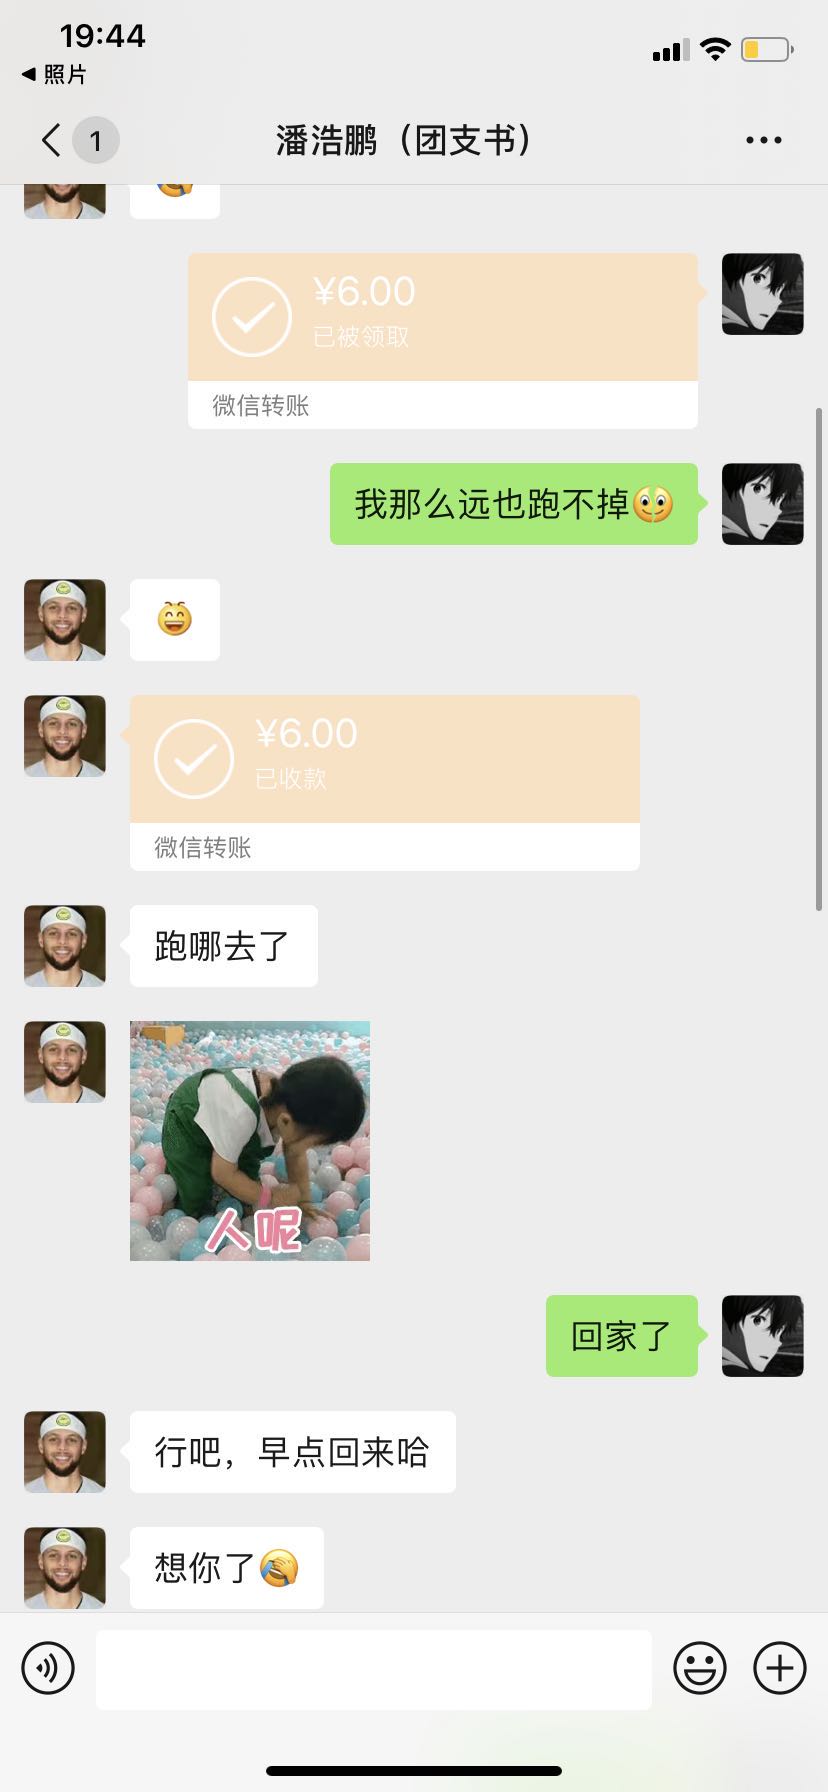 19:44
照片
1
潘浩鹏（团支书）
¥6.00
已被领取
微信转账
我那么远也跑不掉
¥6.00
已收款
微信转账
跑哪去了
人呢
回家了
行吧，早点回来哈
想你了